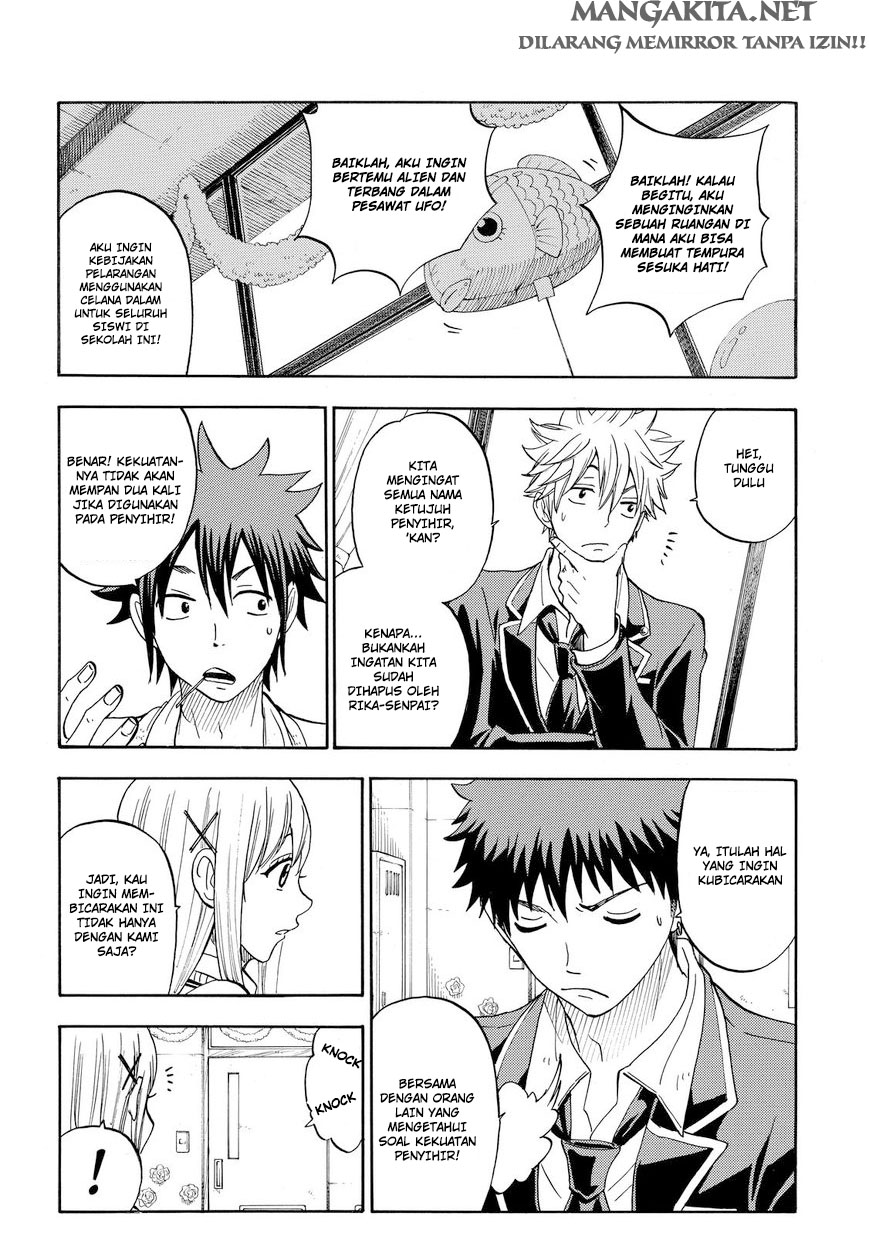 MANGAKITA.NET
DILARANG MEMIRROR TANPA IZIN!!
BAIKLAH! KALAU
BEGITU, AKU
MENGINGINKAN
SEBUAH RUANGAN DI
MANA AKU BISA
MEMBUAT TEMPURA
SESUKA HATI!
BAIKLAH, AKU INGIN
BERTEMU ALIEN DAN
TERBANG DALAM
PESAWAT UFO!
AKU INGIN
KEBIJAKAN
PELARANGAN
MENGGUNAKAN
CELANA DALAM
UNTUK SELURUH
SISWI DI
SEKOLAH INI!
HEI,
TUNGGU
DULU
KITA
MENGINGAT
SEMUA NAMA
KETUJUH
PENYIHIR,
'KAN?
KENAPA...
BUKANKAH
INGATAN KITA
SUDAH
DIHAPUS OLEH
RIKA-SENPAI?
BENAR! KEKUATAN-
NYA TIDAK AKAN
MEMPAN DUA KALI
JIKA DIGUNAKAN
PADA PENYIHIR!
YA, ITULAH HAL
YANG INGIN
KUBICARAKAN
BERSAMA
DENGAN ORANG
LAIN YANG
MENGETAHUI
SOAL KEKUATAN
PENYIHIR!
JADI, KAU
INGIN MEM-
BICARAKAN INI
TIDAK HANYA
DENGAN KAMI
SAJA?
KNOCK
KNOCK
!